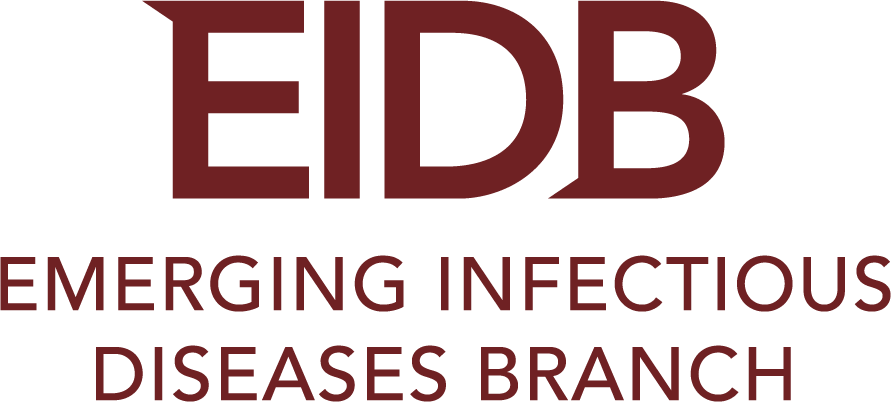 EIDB
EMERGING INFECTIOUS
DISEASES BRANCH